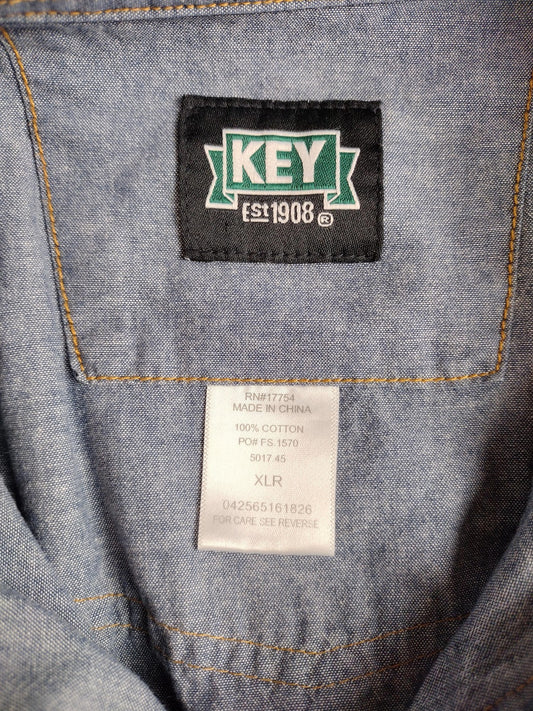 KEY
Est 1908 ®
RN#17754
MADE IN CHINA
100% COTTON
PO# FS.1570
5017.45
XLR
042565161826
FOR CARE SEE REVERSE